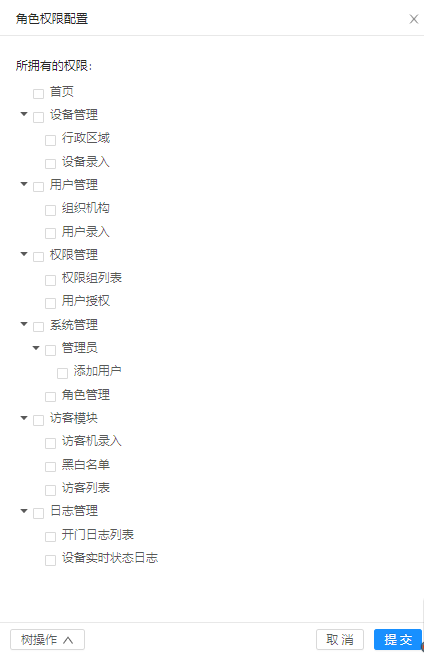 角色权限配置
所拥有的权限:
首页
设备管理
行政区域
设备录入
用户管理
组织机构
用户录入
权限管理
权限组列表
用户授权
系统管理
管理员
添加用户
角色管理
访客模块
访客机录入
黑白名单
访客列表
日志管理
开门日志列表
设备实时状态日志
树操作 取消 提交